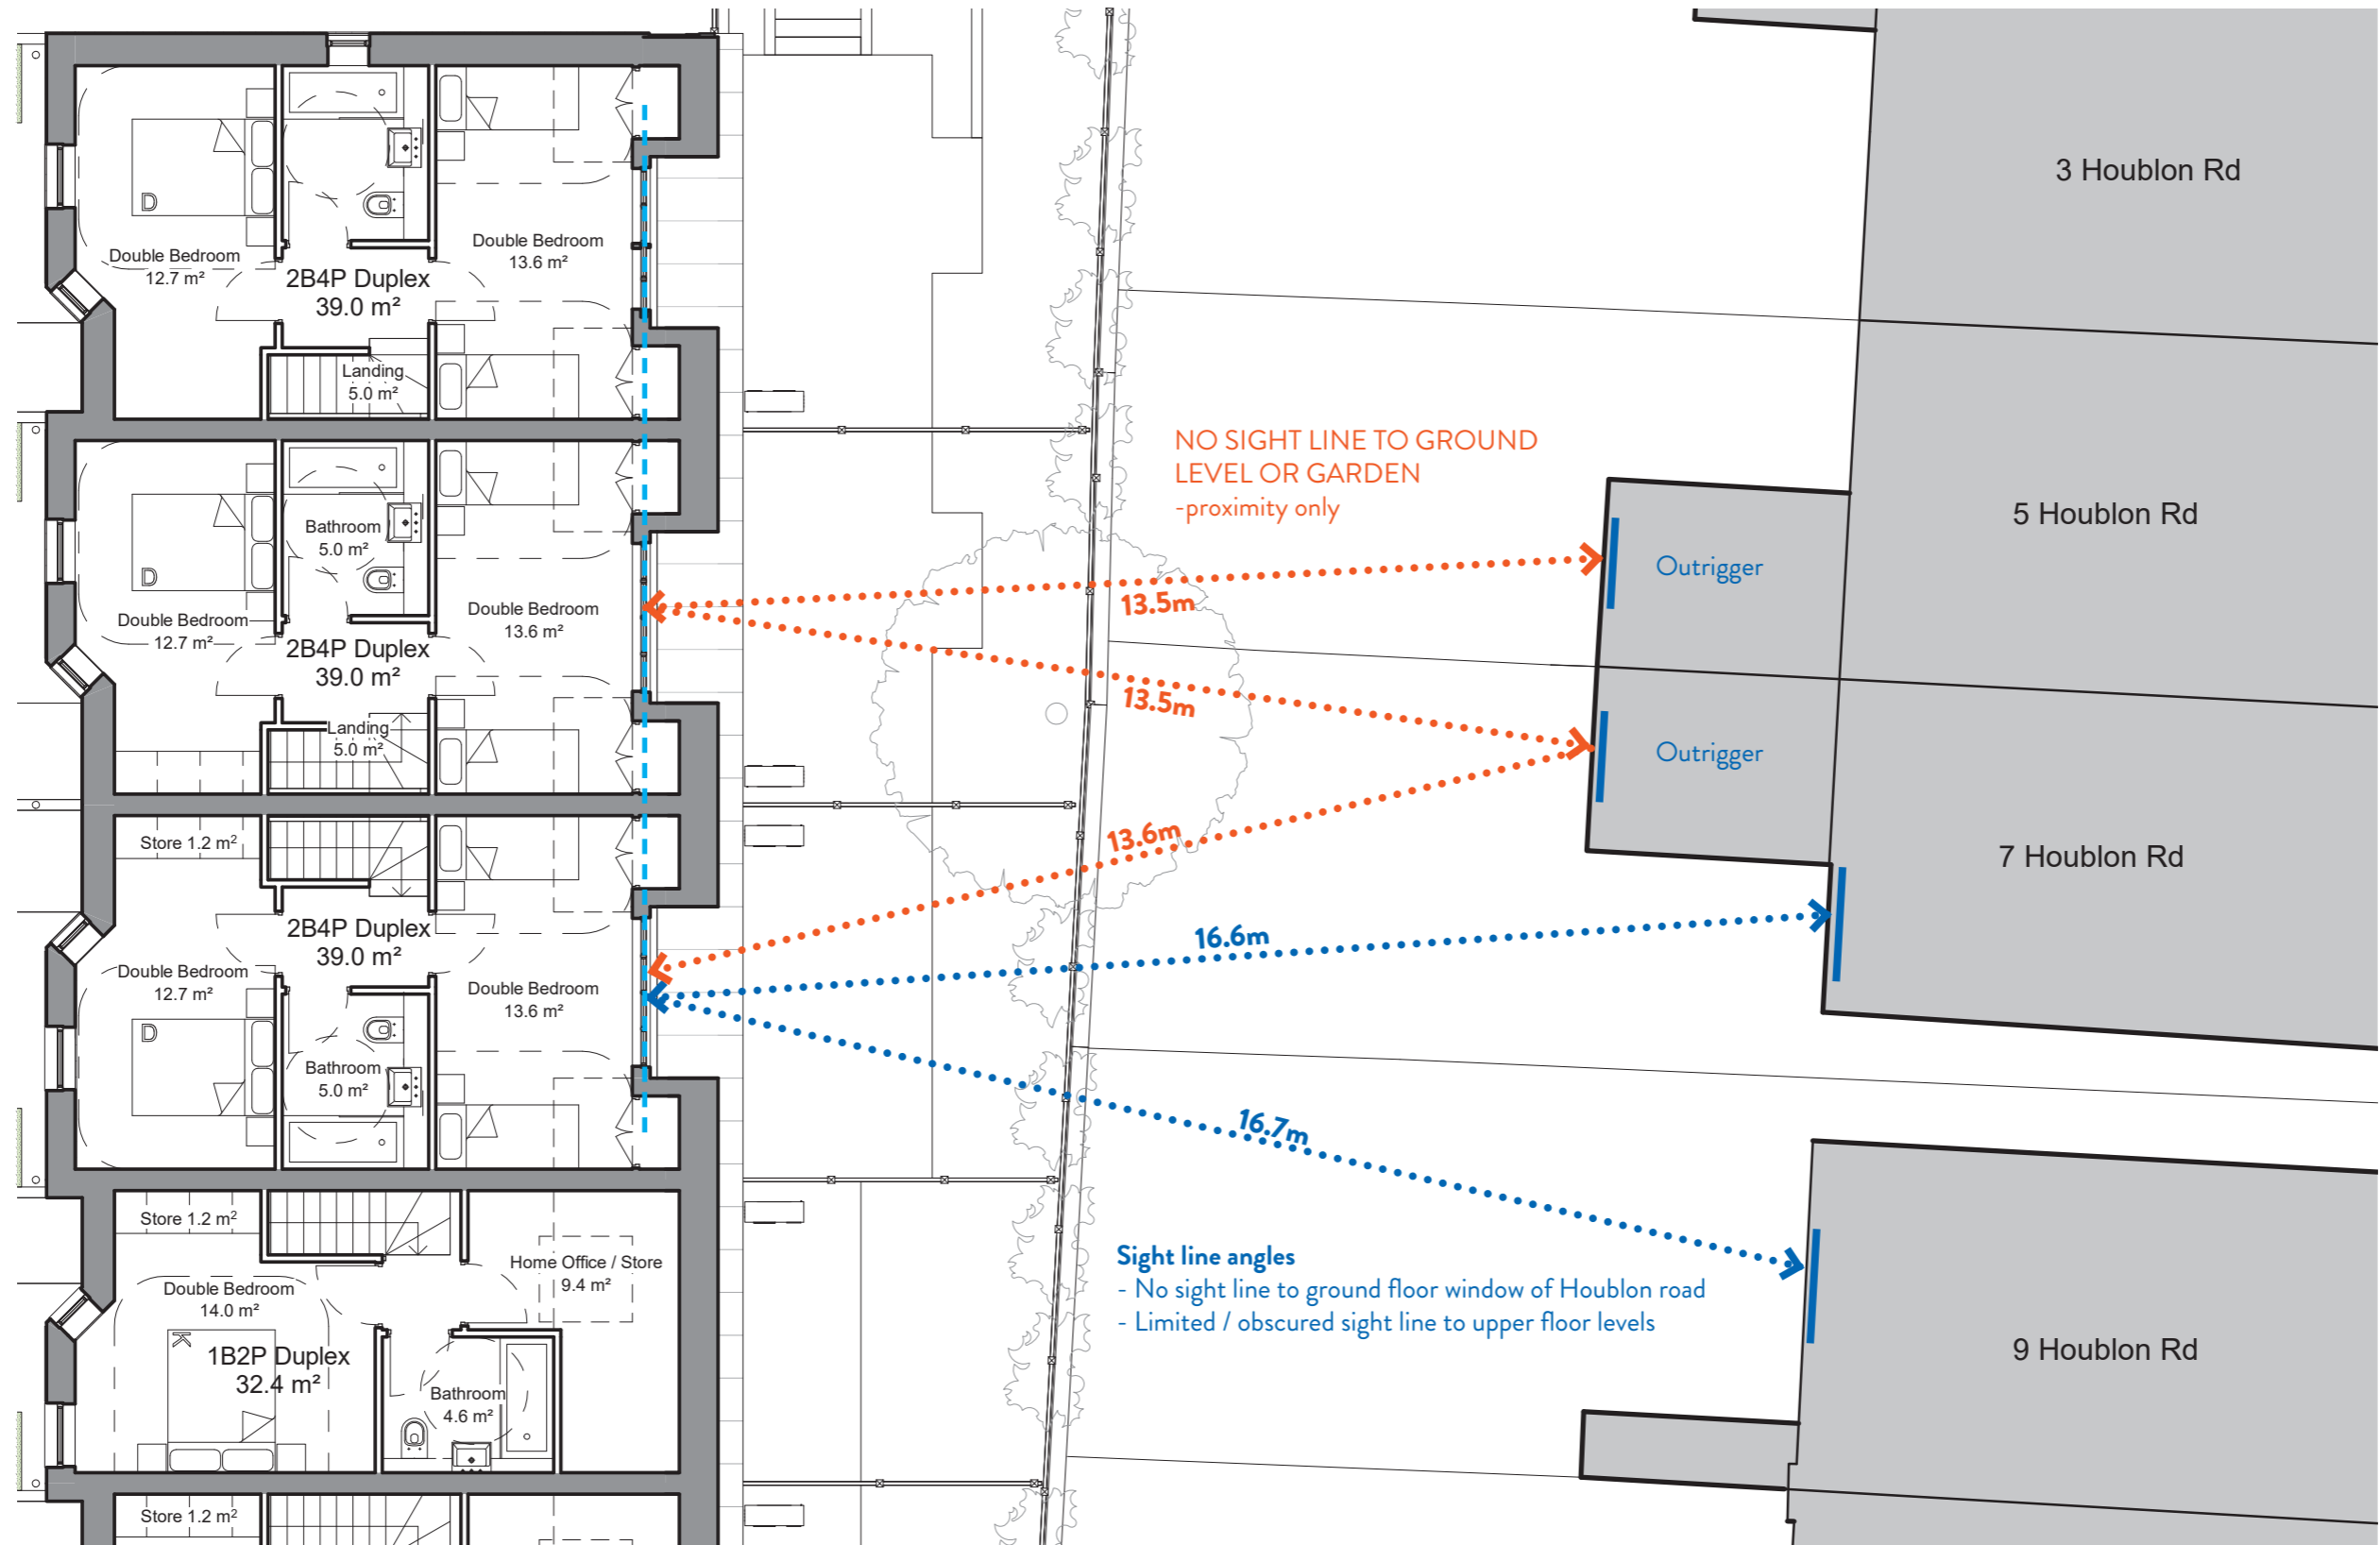 Double Bedroom
12.7 m²
2B4P Duplex
39.0 m²
Double Bedroom
13.6 m²
Landing
5.0 m²
D
3 Houblon Rd
Bathroom
5.0 m²
Double Bedroom
12.7 m²
2B4P Duplex
39.0 m²
Double Bedroom
13.6 m²
Landing
5.0 m²
D
NO SIGHT LINE TO GROUND
LEVEL OR GARDEN
-proximity only
13.5m
13.5m
Outrigger
5 Houblon Rd
Outrigger
7 Houblon Rd
Store 1.2 m²
2B4P Duplex
39.0 m²
Double Bedroom
12.7 m²
Double Bedroom
13.6 m²
D
Bathroom
5.0 m²
13.6m
16.6m
16.7m
Store 1.2 m²
Home Office / Store
9.4 m²
Double Bedroom
14.0 m²
K
1B2P Duplex
32.4 m²
Bathroom
4.6 m²
Sight line angles
- No sight line to ground floor window of Houblon road
- Limited / obscured sight line to upper floor levels
9 Houblon Rd
Store 1.2 m²